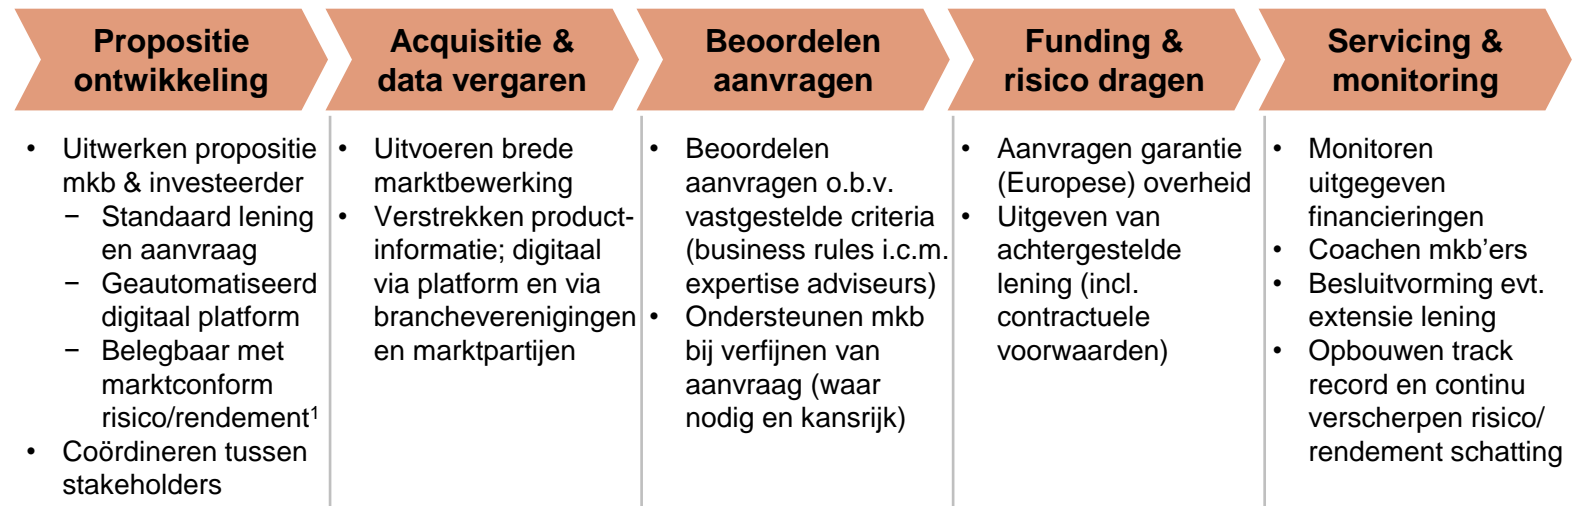 Propositie
ontwikkeling
Acquisitie &
data vergaren
Beoordelen
aanvragen
Funding &
risico dragen
Servicing &
monitoring
• Uitwerken propositie
mkb & investeerder
− Standaard lening
en aanvraag
− Geautomatiseerd
digitaal platform
− Belegbaar met
marktconform
risico/rendement¹
• Coördineren tussen
stakeholders
• Uitvoeren brede
marktbewerking
• Verstrekken product-
informatie; digitaal
via platform en via
brancheverenigingen
en marktpartijen
• Beoordelen
aanvragen o.b.v.
vastgestelde criteria
(business rules i.c.m.
expertise adviseurs)
• Ondersteunen mkb
bij verfijnen van
aanvraag (waar
nodig en kansrijk)
• Aanvragen garantie
(Europese) overheid
• Uitgeven van
achtergestelde
lening (incl.
contractuele
voorwaarden)
• Monitoren
uitgegeven
financieringen
• Coachen mkb’ers
• Besluitvorming evt.
extensie lening
• Opbouwen track
record en continu
verscherpen risico/
rendement schatting